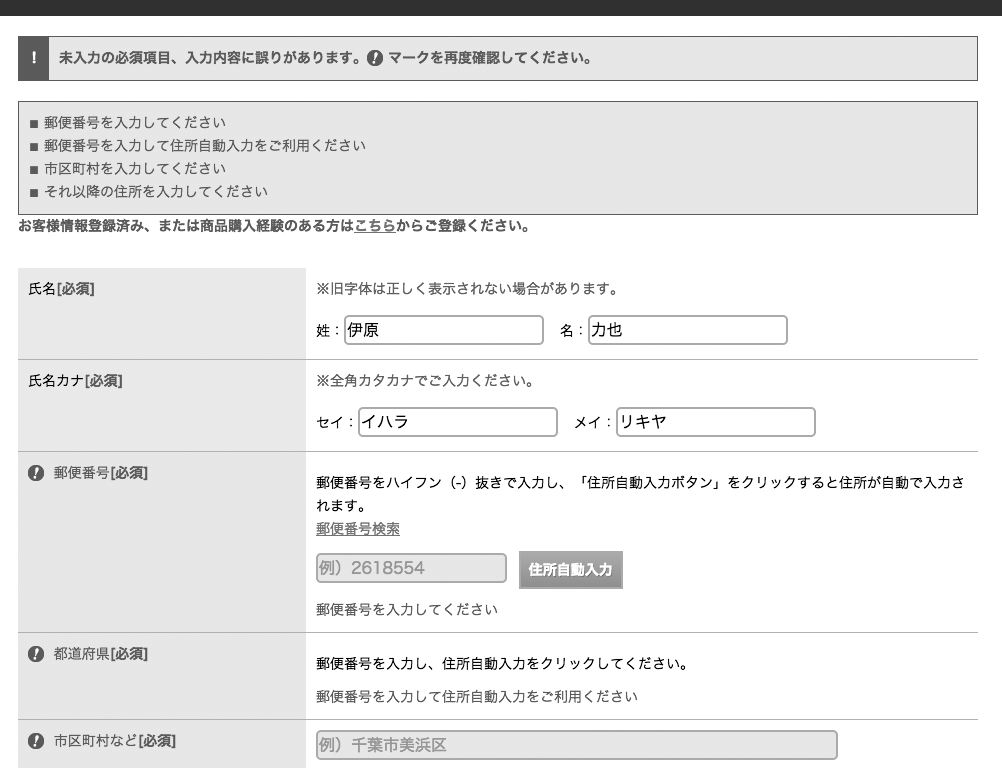 ! 未入力の必須項目、入力内容に誤りがあります。! マークを再度確認してください。
■ 郵便番号を入力してください
■ 郵便番号を入力して住所自動入力をご利用ください
■ 市区町村を入力してください
■ それ以降の住所を入力してください
お客様情報登録済み、または商品購入経験のある方はこちらからご登録ください。
氏名[必須]
※旧字体は正しく表示されない場合があります。
姓：伊原 名：力也
氏名カナ[必須]
※全角カタカナでご入力ください。
セイ：イハラ メイ：リキヤ
! 郵便番号[必須]
郵便番号をハイフン（-）抜きで入力し、「住所自動入力ボタン」をクリックすると住所が自動で入力さ
れます。
郵便番号検索
例）2618554 住所自動入力
郵便番号を入力してください
! 都道府県[必須]
郵便番号を入力し、住所自動入力をクリックしてください。
郵便番号を入力して住所自動入力をご利用ください
! 市区町村など[必須]
例）千葉市美浜区